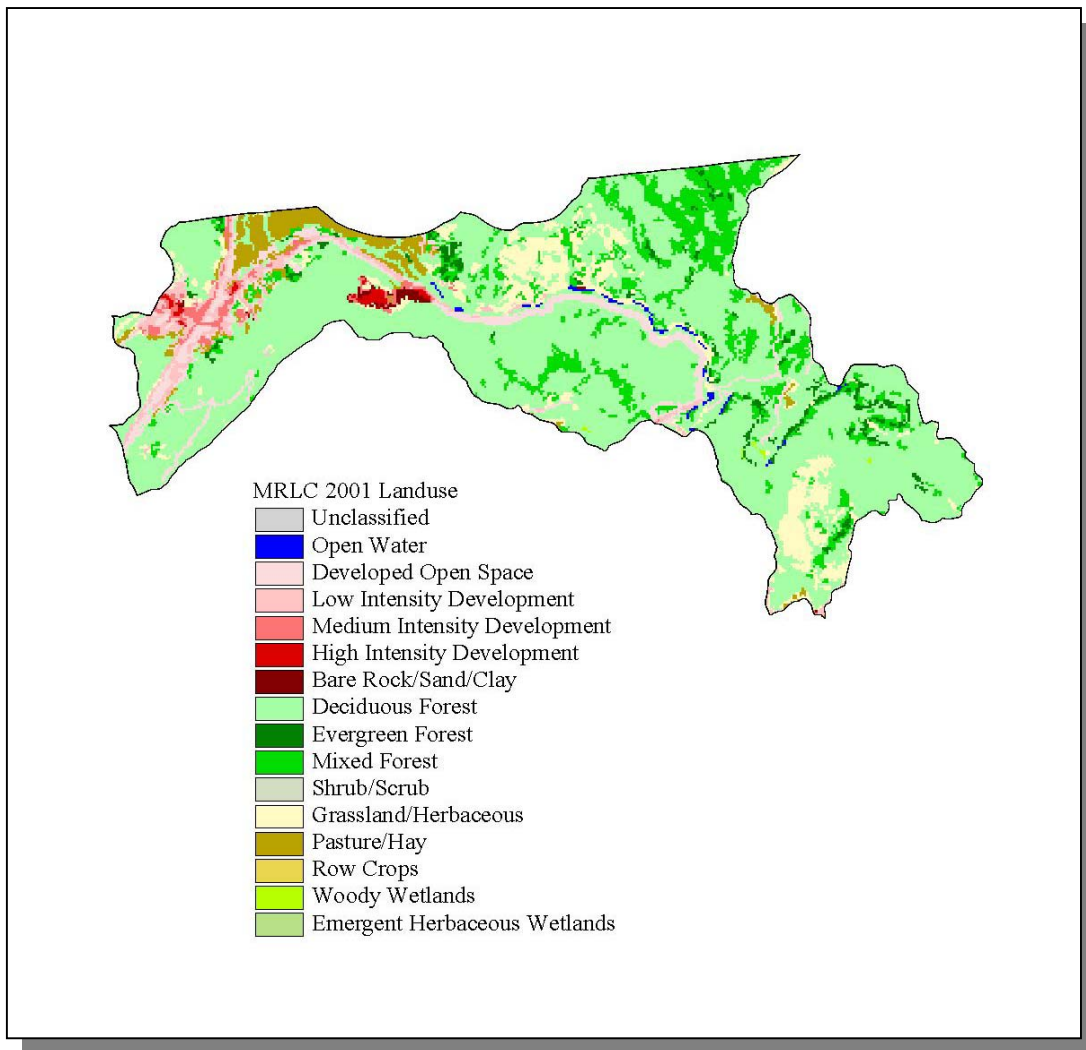 MRLC 2001 Landuse
Unclassified
Open Water
Developed Open Space
Low Intensity Development
Medium Intensity Development
High Intensity Development
Bare Rock/Sand/Clay
Deciduous Forest
Evergreen Forest
Mixed Forest
Shrub/Scrub
Grassland/Herbaceous
Pasture/Hay
Row Crops
Woody Wetlands
Emergent Herbaceous Wetlands